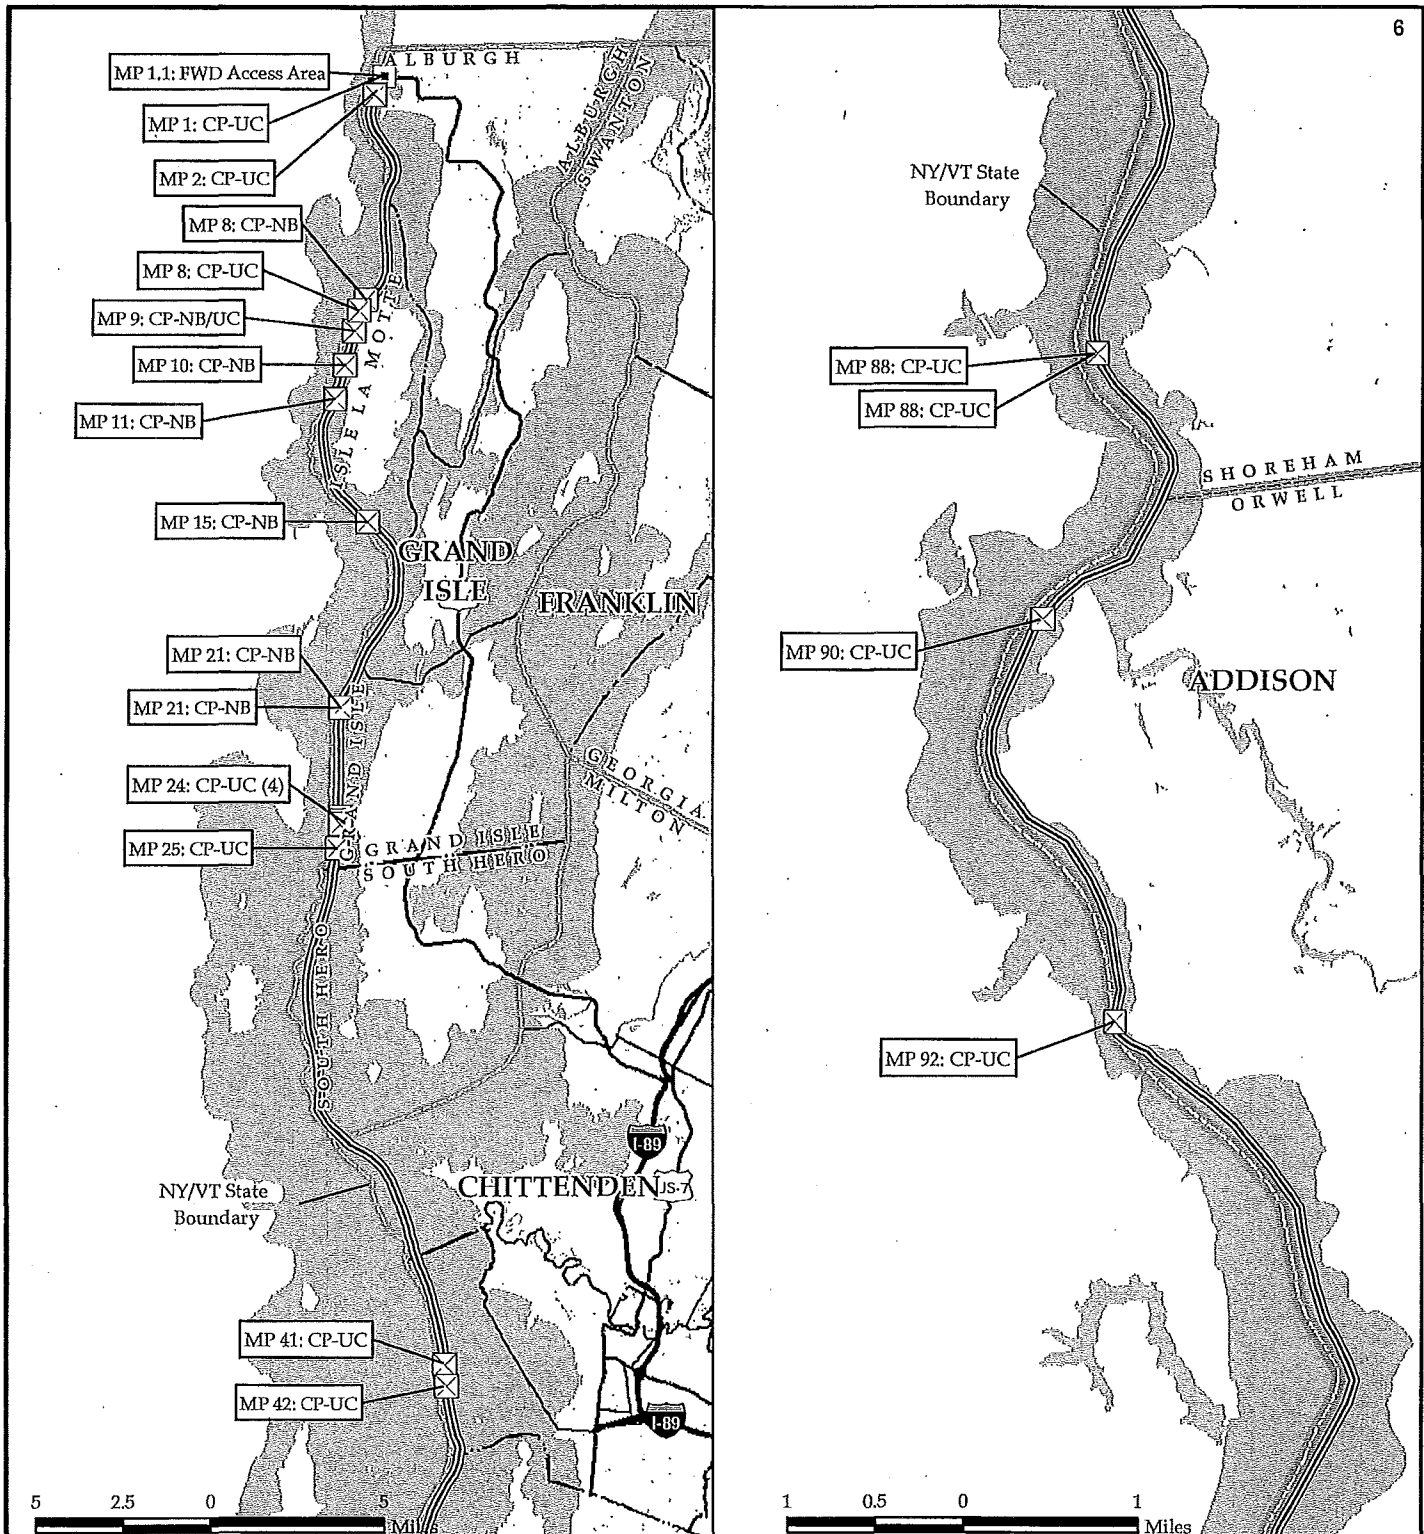 6
ALBURGH
MP 1.1: FWD Access Area
MP 1: CP-UC
MP 2: CP-UC
ALBURGH
SWANTON
MP 8: CP-NB
MP 8: CP-UC
MP 9: CP-NB/UC
MP 10: CP-NB
MP 11: CP-NB
ISLE LA MOTTE
MP 15: CP-NB
GRAND
ISLE
FRANKLIN
MP 21: CP-NB
MP 21: CP-NB
MP 24: CP-UC (4)
MP 25: CP-UC
GRAND ISLE
GRAND ISLE
SOUTH HERO
GEORGIA
MILTON
SOUTH HERO
I-89
NY/VT State
Boundary
CHITTENDEN
US-7
MP 41: CP-UC
MP 42: CP-UC
I-89
5 2.5 0 5
Miles
NY/VT State
Boundary
MP 88: CP-UC
MP 88: CP-UC
SHOREHAM
ORWELL
MP 90: CP-UC
ADDISON
MP 92: CP-UC
1 0.5 0 1
Miles